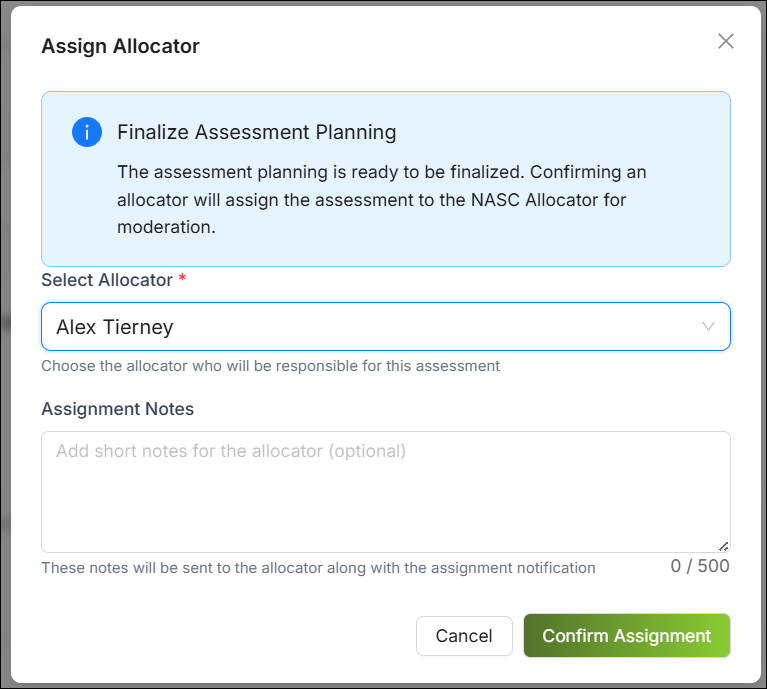 Assign Allocator
Finalize Assessment Planning
The assessment planning is ready to be finalized. Confirming an
allocator will assign the assessment to the NASC Allocator for
moderation.
Select Allocator *
Alex Tierney
Choose the allocator who will be responsible for this assessment
Assignment Notes
Add short notes for the allocator (optional)
These notes will be sent to the allocator along with the assignment notification
0 / 500
Cancel
Confirm Assignment